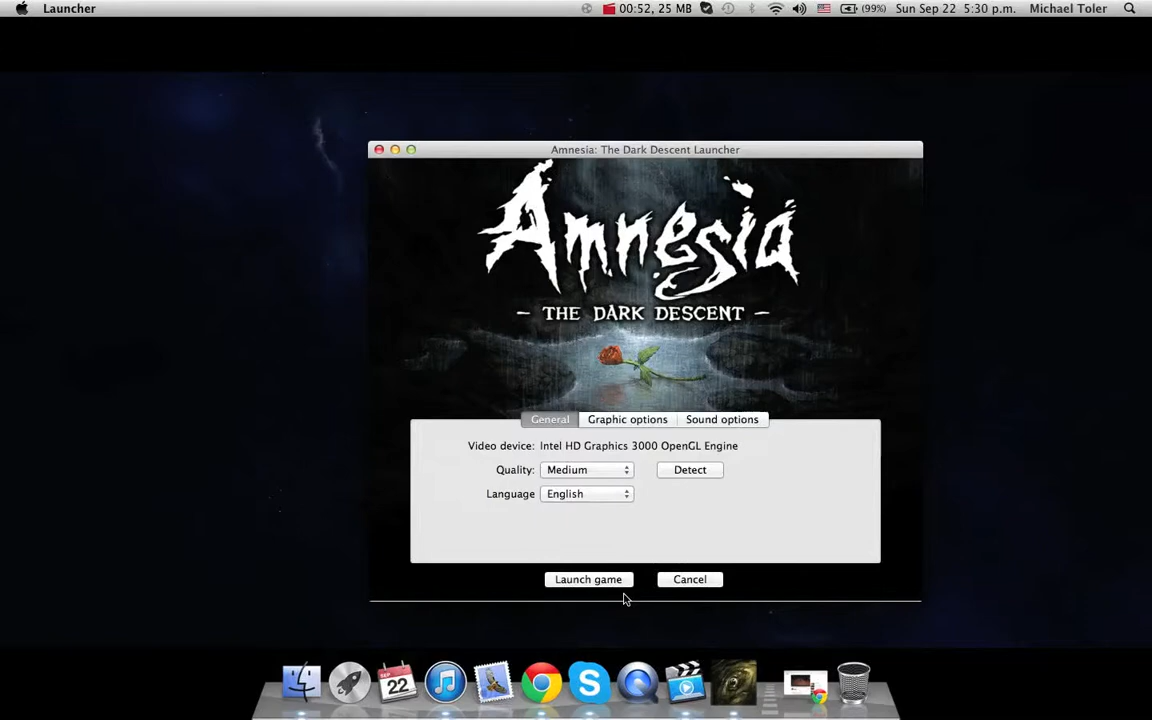 Launcher 00:52, 25 MB (99%) Sun Sep 22 5:30 p.m. Michael Toler
Amnesia: The Dark Descent Launcher
Amnesia
- THE DARK DESCENT -
General Graphic options Sound options
Video device: Intel HD Graphics 3000 OpenGL Engine
Quality: Medium Detect
Language English
Launch game Cancel
SEP
22
S